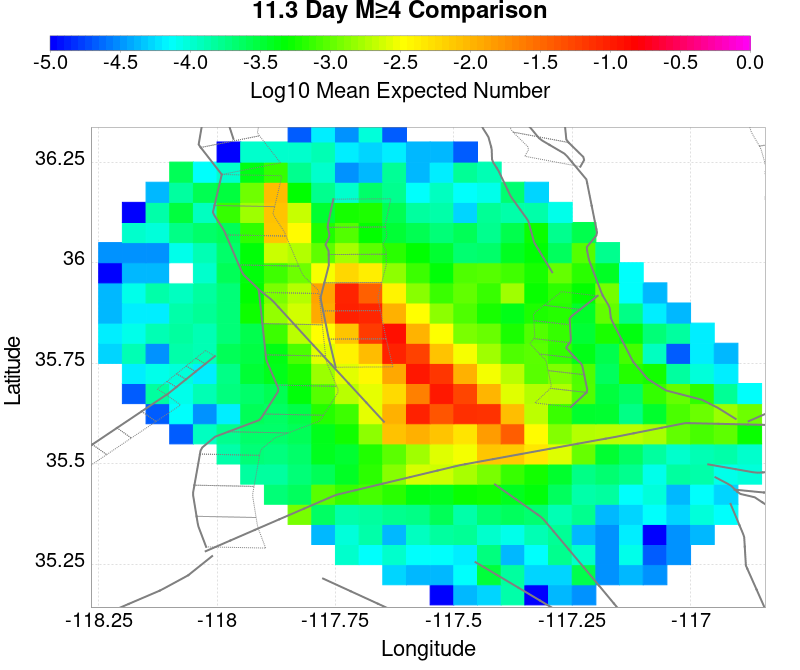 11.3 Day M≥4 Comparison
-5.0 -4.5 -4.0 -3.5 -3.0 -2.5 -2.0 -1.5 -1.0 -0.5 0.0
Log10 Mean Expected Number
36.25
36
35.75
35.5
35.25
Latitude
-118.25 -118 -117.75 -117.5 -117.25 -117
Longitude